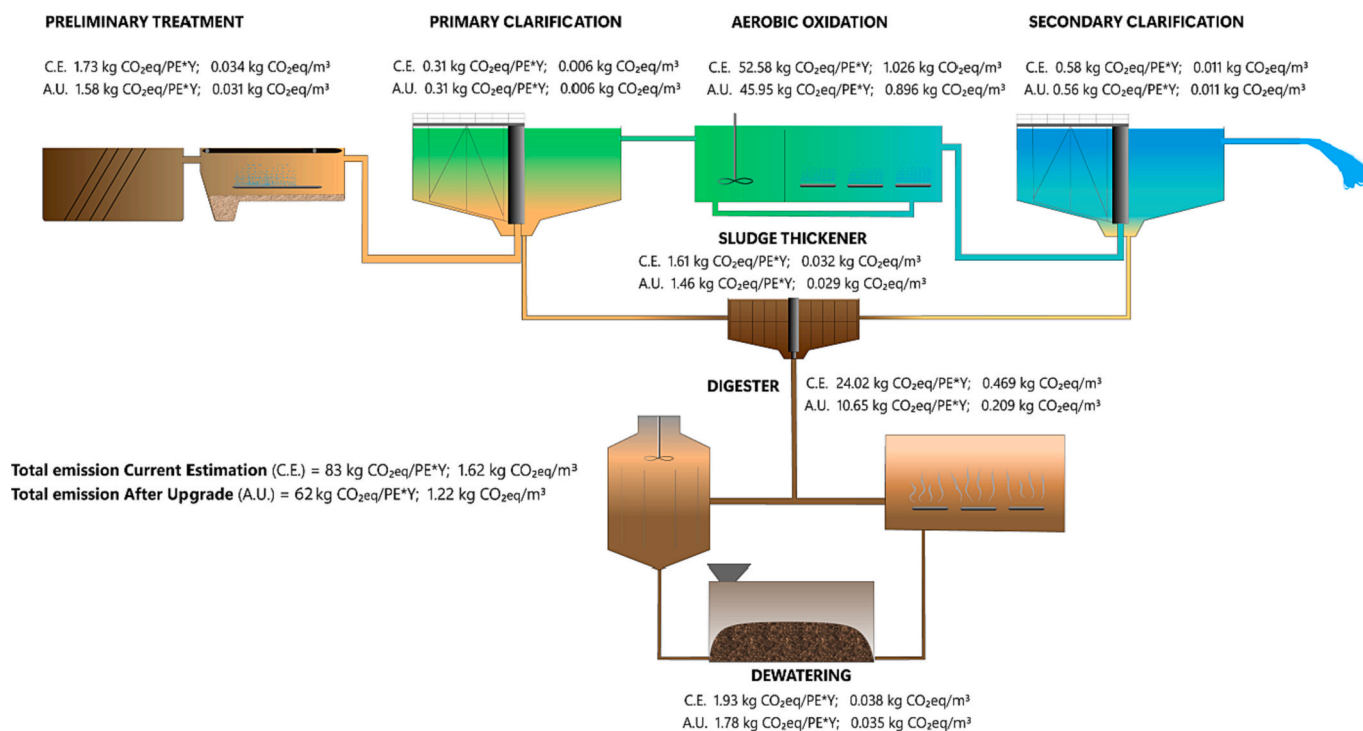 PRELIMINARY TREATMENT
C.E. 1.73 kg CO₂eq/PE*Y; 0.034 kg CO₂eq/m³
A.U. 1.58 kg CO₂eq/PE*Y; 0.031 kg CO₂eq/m³
PRIMARY CLARIFICATION
C.E. 0.31 kg CO₂eq/PE*Y; 0.006 kg CO₂eq/m³
A.U. 0.31 kg CO₂eq/PE*Y; 0.006 kg CO₂eq/m³
AEROBIC OXIDATION
C.E. 52.58 kg CO₂eq/PE*Y; 1.026 kg CO₂eq/m³
A.U. 45.95 kg CO₂eq/PE*Y; 0.896 kg CO₂eq/m³
SECONDARY CLARIFICATION
C.E. 0.58 kg CO₂eq/PE*Y; 0.011 kg CO₂eq/m³
A.U. 0.56 kg CO₂eq/PE*Y; 0.011 kg CO₂eq/m³
SLUDGE THICKENER
C.E. 1.61 kg CO₂eq/PE*Y; 0.032 kg CO₂eq/m³
A.U. 1.46 kg CO₂eq/PE*Y; 0.029 kg CO₂eq/m³
DIGESTER
C.E. 24.02 kg CO₂eq/PE*Y; 0.469 kg CO₂eq/m³
A.U. 10.65 kg CO₂eq/PE*Y; 0.209 kg CO₂eq/m³
Total emission Current Estimation (C.E.) = 83 kg CO₂eq/PE*Y; 1.62 kg CO₂eq/m³
Total emission After Upgrade (A.U.) = 62 kg CO₂eq/PE*Y; 1.22 kg CO₂eq/m³
DEWATERING
C.E. 1.93 kg CO₂eq/PE*Y; 0.038 kg CO₂eq/m³
A.U. 1.78 kg CO₂eq/PE*Y; 0.035 kg CO₂eq/m³